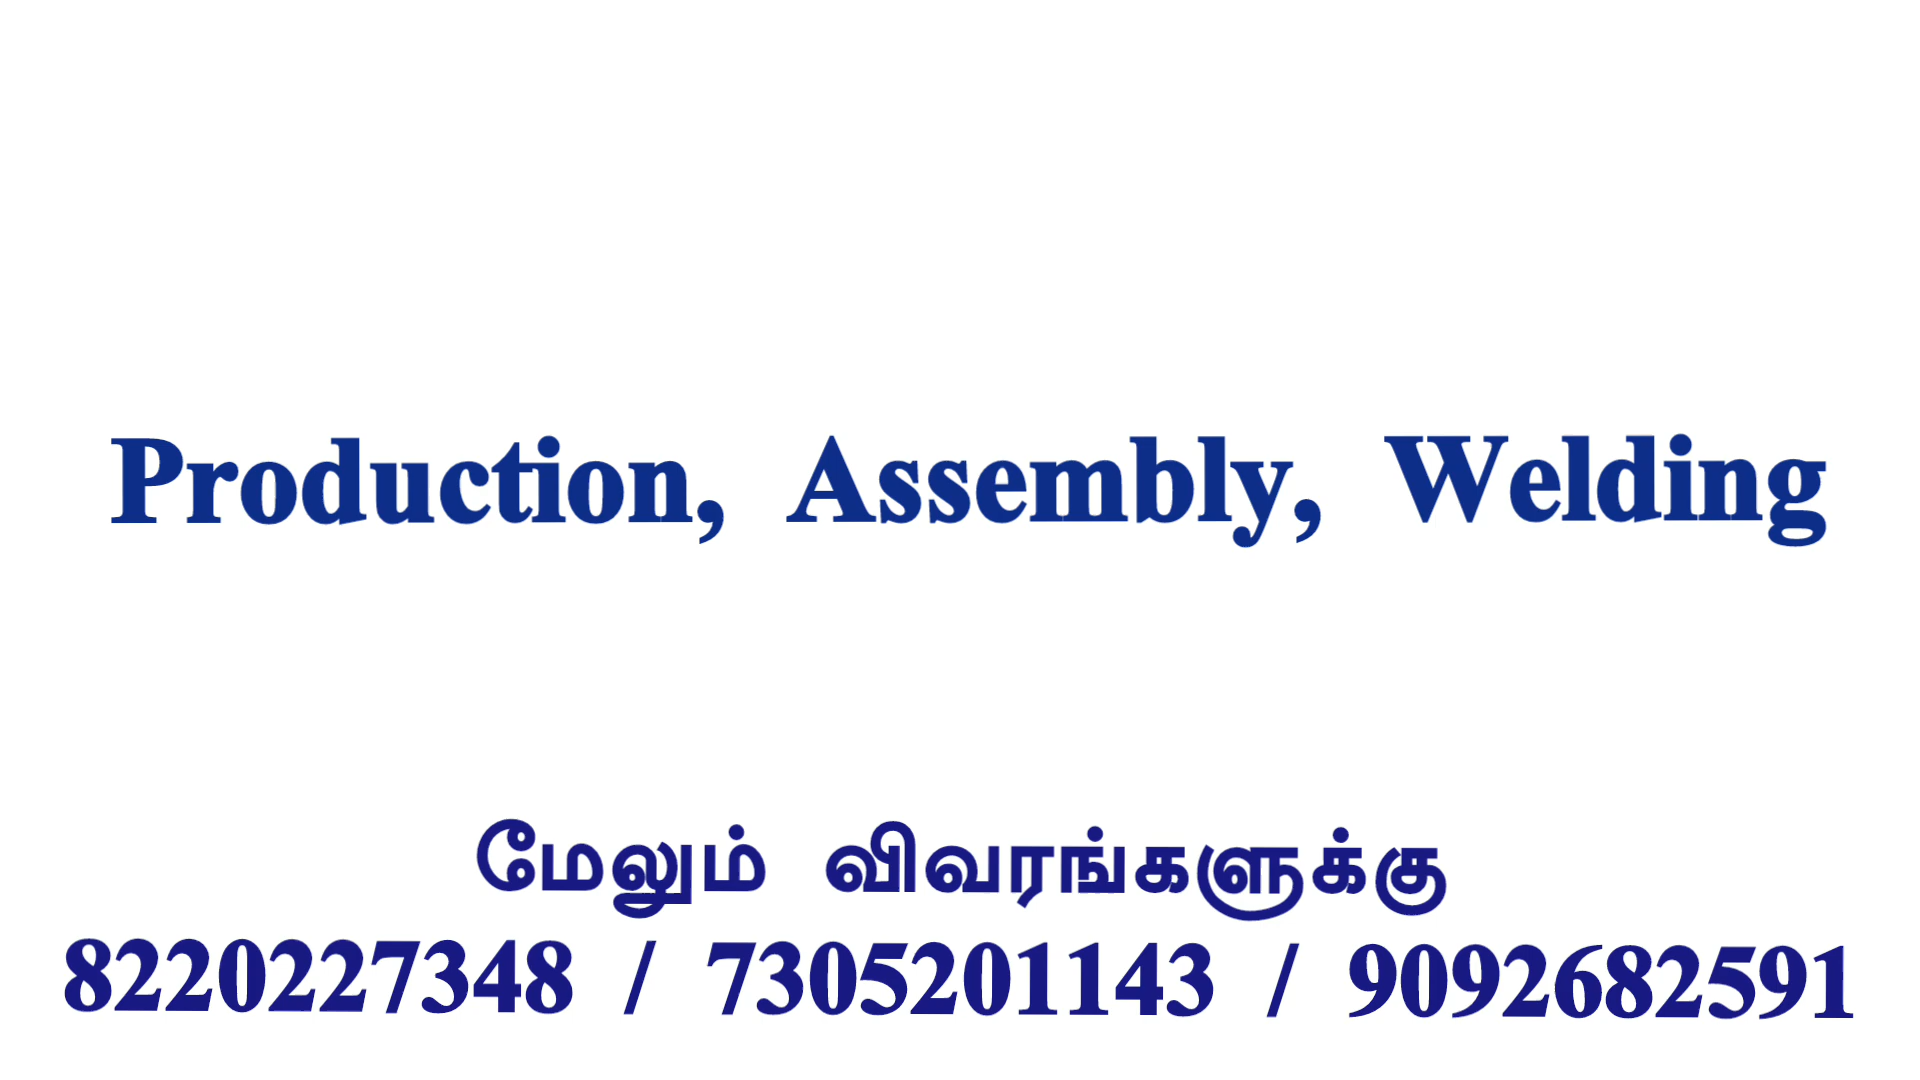 Production, Assembly, Welding
மேலும் விவரங்களுக்கு
8220227348 / 7305201143 / 9092682591